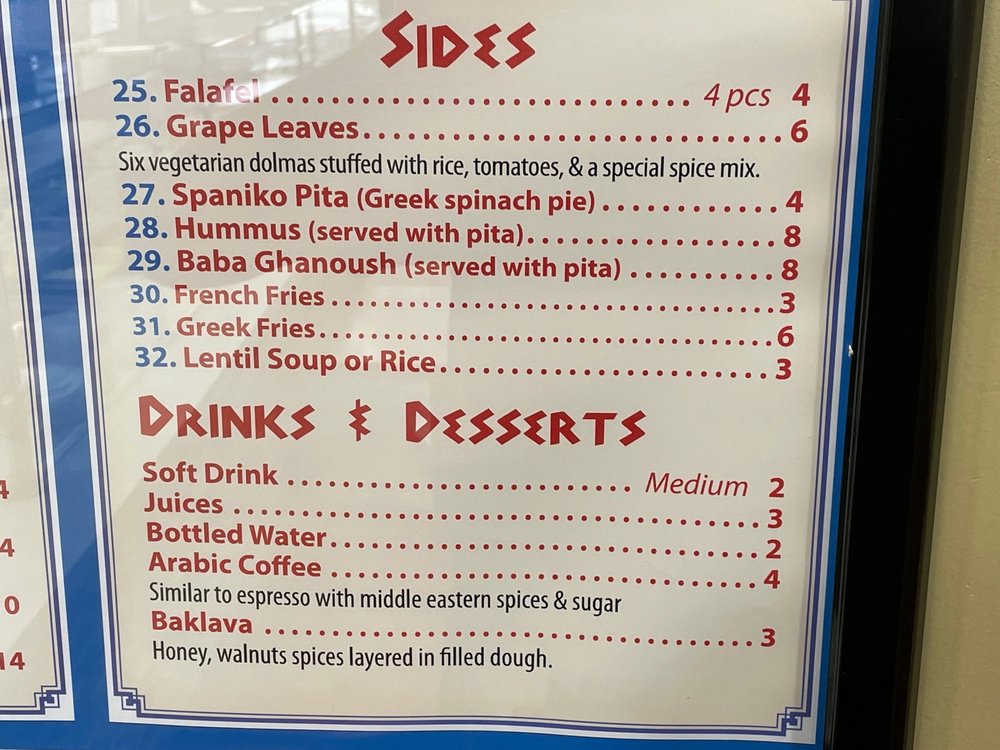 SIDES
25. Falafel ................................ 4 pcs 4
26. Grape Leaves................................ 6
Six vegetarian dolmas stuffed with rice, tomatoes, & a special spice mix.
27. Spaniko Pita (Greek spinach pie) ............ 4
28. Hummus (served with pita).................. 8
29. Baba Ghanoush (served with pita) .......... 8
30. French Fries .................................. 3
31. Greek Fries................................... 6
32. Lentil Soup or Rice........................ 3
DRINKS & DESSERTS
Soft Drink ............................. Medium 2
Juices ......................................... 3
Bottled Water................................ 2
Arabic Coffee ................................ 4
Similar to espresso with middle eastern spices & sugar
Baklava ...................................... 3
Honey, walnuts spices layered in filled dough.
4
4
0
14